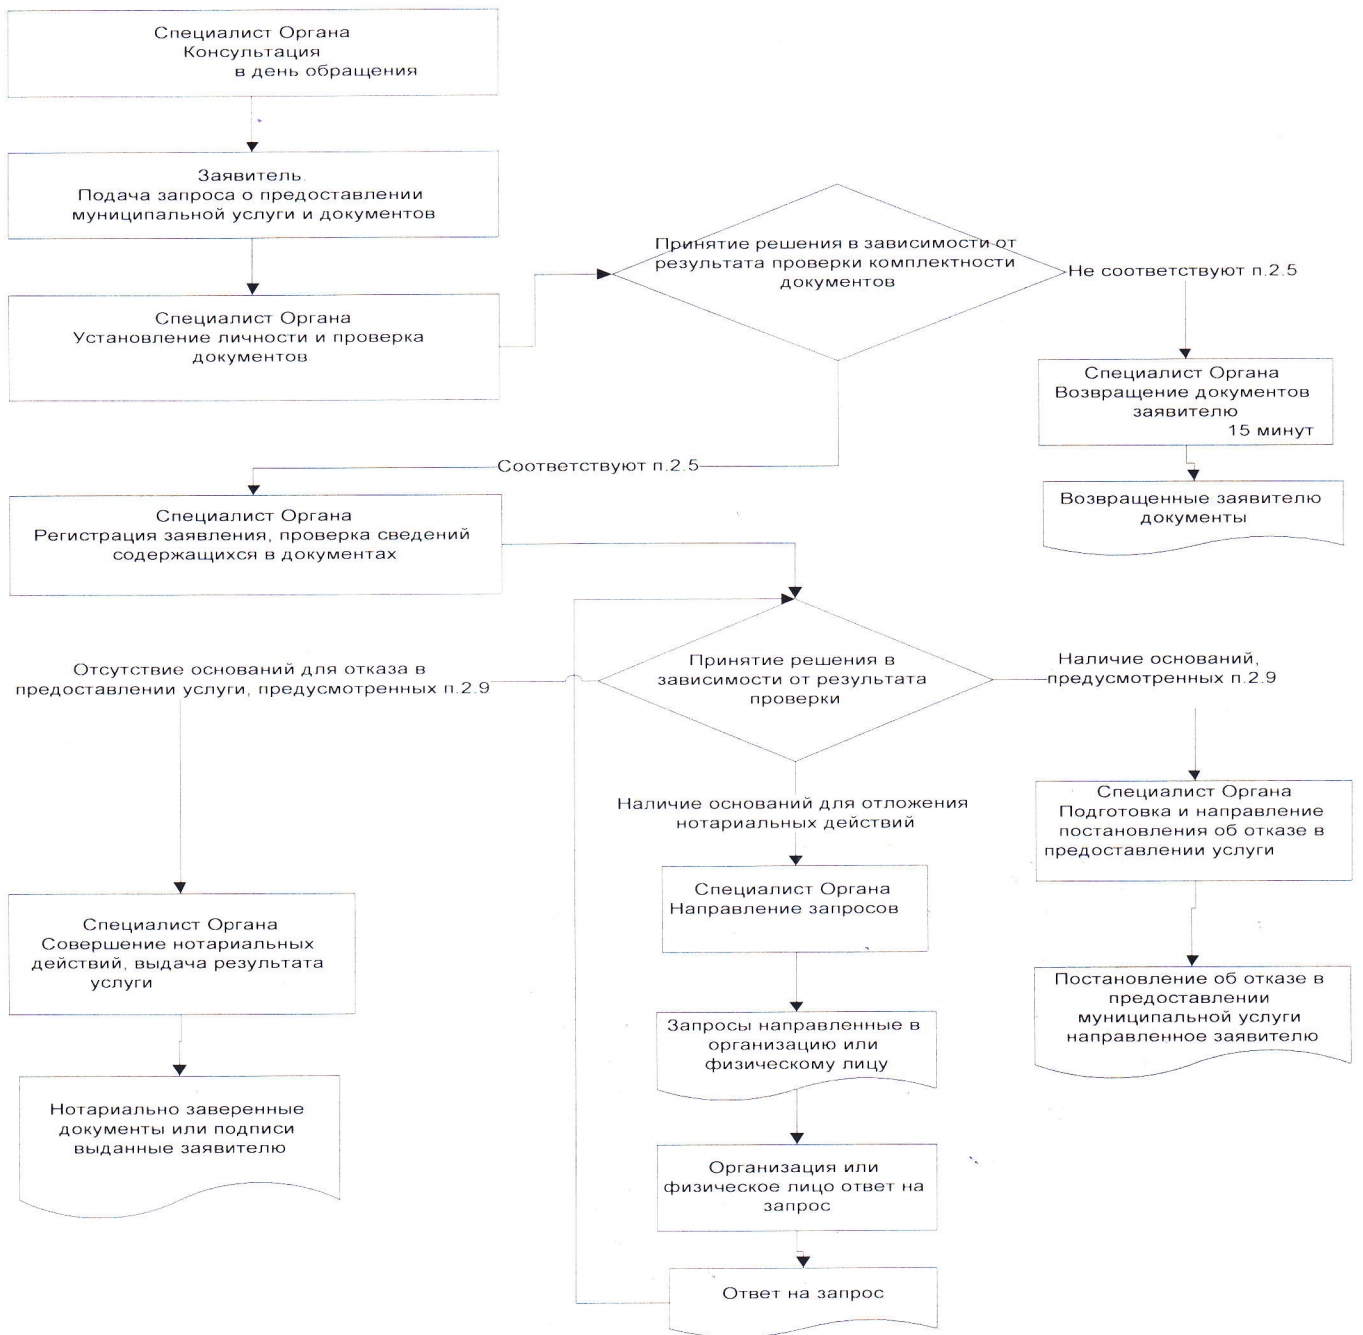 Специалист Органа
Консультация
в день обращения
Заявитель.
Подача запроса о предоставлении
муниципальной услуги и документов
Специалист Органа
Установление личности и проверка
документов
Принятие решения в зависимости от
результата проверки комплектности
документов
Не соответствуют п.2.5
Специалист Органа
Возвращение документов
заявителю
15 минут
Возвращенные заявителю
документы
Соответствуют п.2.5
Специалист Органа
Регистрация заявления, проверка сведений
содержащихся в документах
Принятие решения в
зависимости от результата
проверки
Отсутствие оснований для отказа в
предоставлении услуги, предусмотренных п.2.9
Наличие оснований,
предусмотренных п.2.9
Наличие оснований для отложения
нотариальных действий
Специалист Органа
Подготовка и направление
постановления об отказе в
предоставлении услуги
Специалист Органа
Направление запросов
Специалист Органа
Совершение нотариальных
действий, выдача результата
услуги
Постановление об отказе в
предоставлении
муниципальной услуги
направленное заявителю
Запросы направленные в
организацию или
физическому лицу
Нотариально заверенные
документы или подписи
выданные заявителю
Организация или
физическое лицо ответ на
запрос
Ответ на запрос